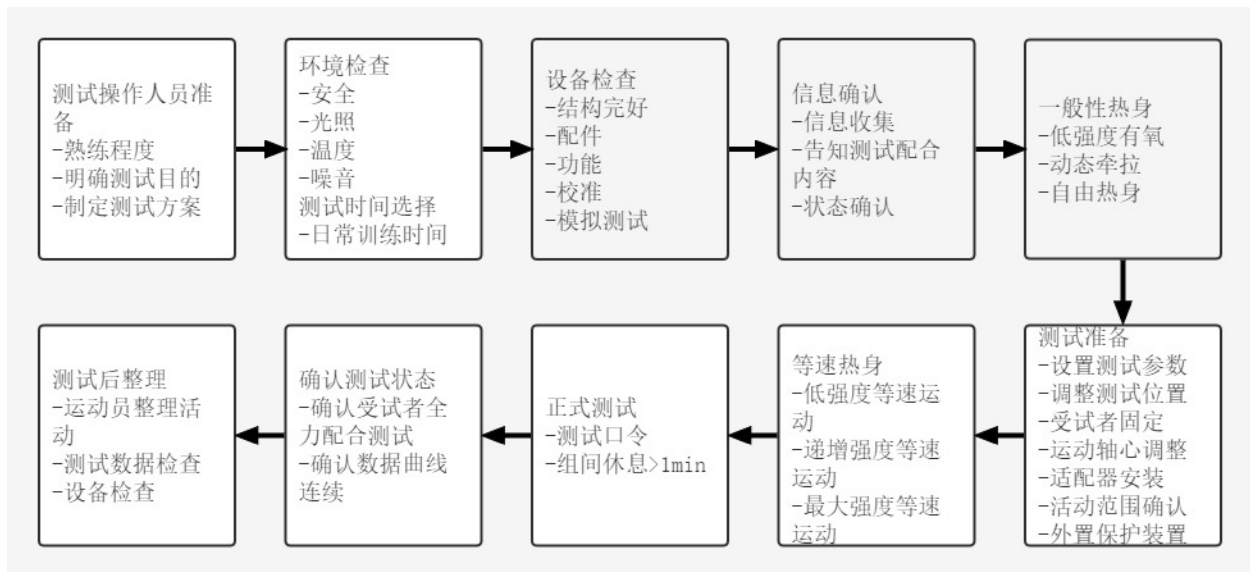 测试操作人员准
备
-熟练程度
-明确测试目的
-制定测试方案
环境检查
-安全
-光照
-温度
-噪音
测试时间选择
-日常训练时间
设备检查
-结构完好
-配件
-功能
-校准
-模拟测试
信息确认
-信息收集
-告知测试配合
内容
-状态确认
一般性热身
-低强度有氧
-动态牵拉
-自由热身
测试准备
-设置测试参数
-调整测试位置
-受试者固定
-运动轴心调整
-适配器安装
-活动范围确认
-外置保护装置
等速热身
-低强度等速运
动
-递增强度等速
运动
-最大强度等速
运动
正式测试
-测试口令
-组间休息>1min
确认测试状态
-确认受试者全
力配合测试
-确认数据曲线
连续
测试后整理
-运动员整理活
动
-测试数据检查
-设备检查